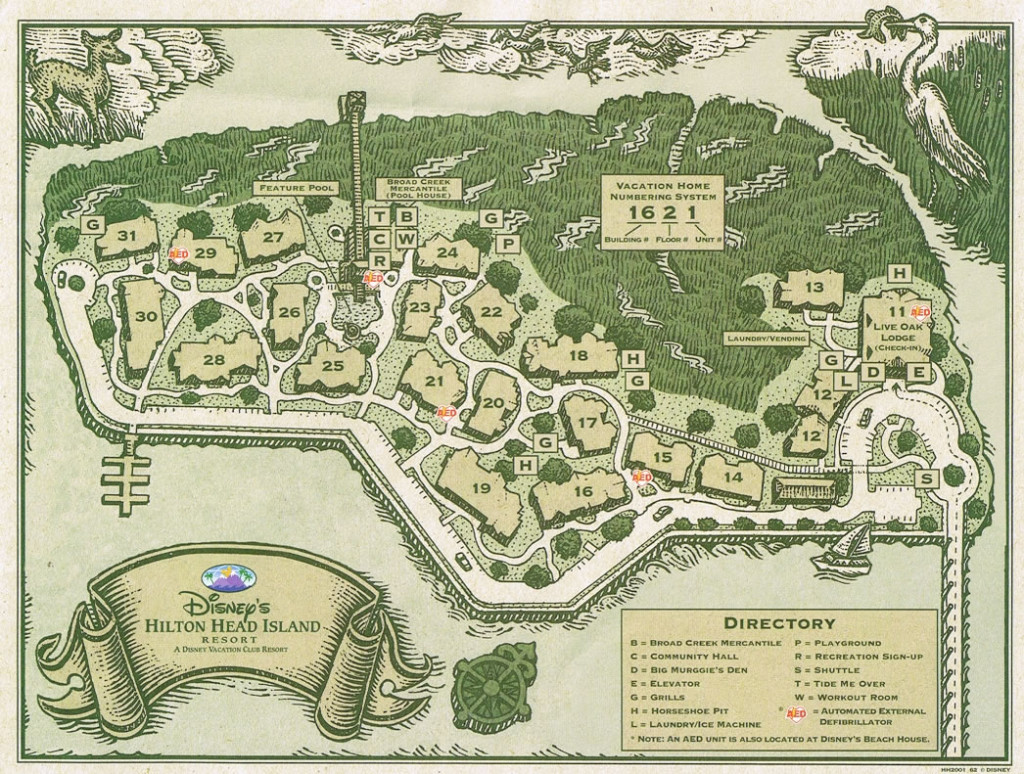 FEATURE POOL
BROAD CREEK
MERCANTILE
(POOL HOUSE)
VACATION HOME
NUMBERING SYSTEM
16 2 1
BUILDING # FLOOR # UNIT #
T B
C W
R
G
P
G
31
AED
29
27
24
AED
30
26
23
22
28
25
21
20
18
H
G
AED
17
G
H
19
16
15
AED
14
13
H
11
AED
LIVE OAK
LODGE
(CHECK-IN)
LAUNDRY/VENDING
G
L
D
E
12
12
S
DISNEY'S
HILTON HEAD ISLAND
RESORT
A DISNEY VACATION CLUB RESORT
DIRECTORY
B = BROAD CREEK MERCANTILE
C = COMMUNITY HALL
D = BIG MURGGIE'S DEN
E = ELEVATOR
G = GRILLS
H = HORSESHOE PIT
L = LAUNDRY/ICE MACHINE
P = PLAYGROUND
R = RECREATION SIGN-UP
S = SHUTTLE
T = TIDE ME OVER
W = WORKOUT ROOM
* AED = AUTOMATED EXTERNAL
DEFIBRILLATOR
* NOTE: AN AED UNIT IS ALSO LOCATED AT DISNEY'S BEACH HOUSE.
HH2001 62 © DISNEY